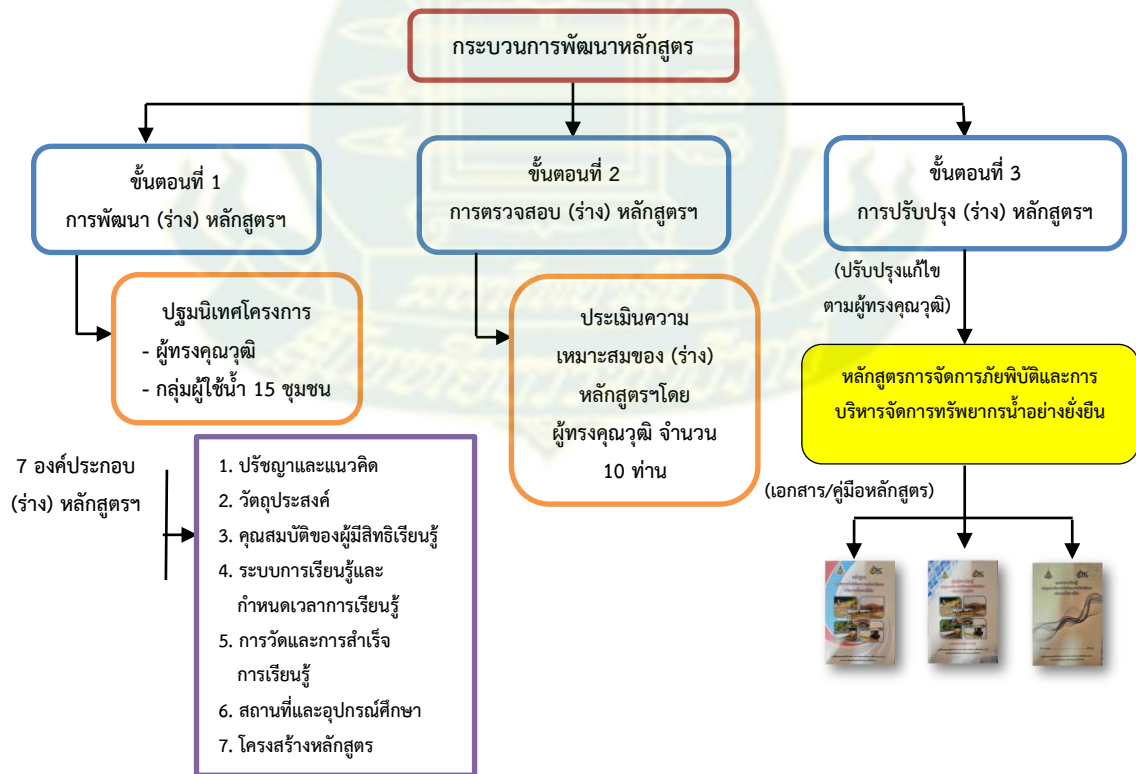 กระบวนการพัฒนาหลักสูตร
ขั้นตอนที่ 1
การพัฒนา (ร่าง) หลักสูตรฯ
ขั้นตอนที่ 2
การตรวจสอบ (ร่าง) หลักสูตรฯ
ขั้นตอนที่ 3
การปรับปรุง (ร่าง) หลักสูตรฯ
ปฐมนิเทศโครงการ
- ผู้ทรงคุณวุฒิ
- กลุ่มผู้ใช้น้ำ 15 ชุมชน
ประเมินความ
เหมาะสมของ (ร่าง)
หลักสูตรฯโดย
ผู้ทรงคุณวุฒิ จำนวน
10 ท่าน
(ปรับปรุงแก้ไข
ตามผู้ทรงคุณวุฒิ)
หลักสูตรการจัดการภัยพิบัติและการ
บริหารจัดการทรัพยากรน้ำอย่างยั่งยืน
(เอกสาร/คู่มือหลักสูตร)
7 องค์ประกอบ
(ร่าง) หลักสูตรฯ
1. ปรัชญาและแนวคิด
2. วัตถุประสงค์
3. คุณสมบัติของผู้มีสิทธิเรียนรู้
4. ระบบการเรียนรู้และ
กำหนดเวลาการเรียนรู้
5. การวัดและการสำเร็จ
การเรียนรู้
6. สถานที่และอุปกรณ์ศึกษา
7. โครงสร้างหลักสูตร